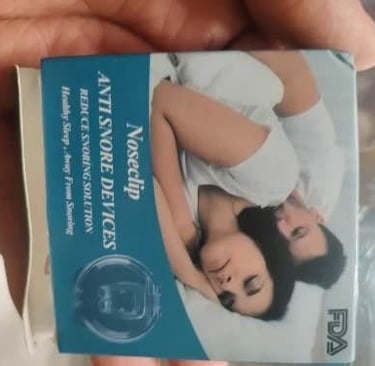 Noseclip
ANTI SNORE DEVICES
REDUCE SNORING SOLUTION
Healthy Sleep , Away From Snoring
FDA